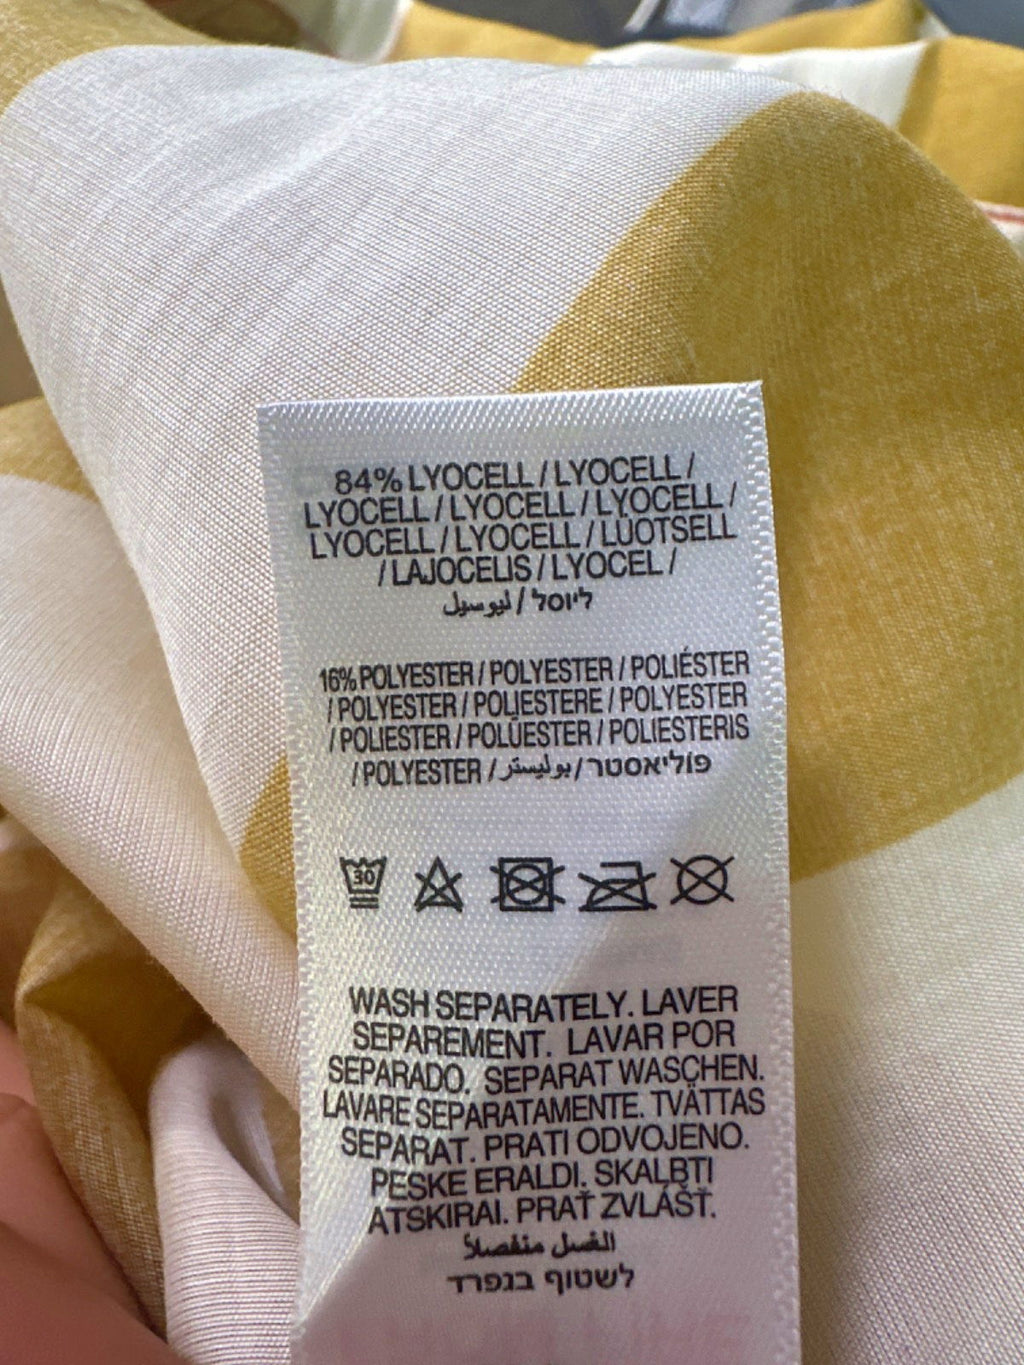 84% LYOCELL / LYOCELL /
LYOCELL / LYOCELL / LYOCELL /
LYOCELL / LYOCELL / LÜOTSELL
/ LAJOCELIS / LYOCEL /
ליוסל / ليوسيل
16% POLYESTER / POLYESTER / POLIÉSTER
/ POLYESTER / POLIESTERE / POLYESTER
/ POLIESTER / POLÜESTER / POLIESTERIS
/ POLYESTER / بوليستر / פוליאסטר
30
WASH SEPARATELY. LAVER
SEPAREMENT. LAVAR POR
SEPARADO. SEPARAT WASCHEN.
LAVARE SEPARATAMENTE. TVÄTTAS
SEPARAT. PRATI ODVOJENO.
PESKE ERALDI. SKALBTI
ATSKIRAI. PRAŤ ZVLÁŠŤ.
الغسل منفصلاً
לשטוף בנפרד